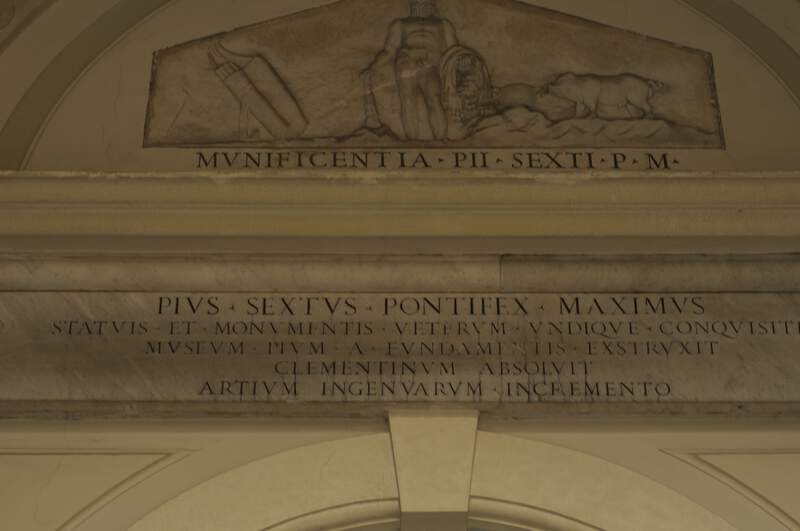 MVNIFICENTIA · PII · SEXTI · P · M ·
PIVS · SEXTVS · PONTIFEX · MAXIMVS
STATVIS · ET · MONVMENTIS · VETERVM · VNDIQVE · CONQVISITI
MVSEVM · PIVM · A · FVNDAMENTIS · EXSTRVXIT
CLEMENTINVM ABSOLVIT
ARTIVM INGENVARVM · INCREMENTO